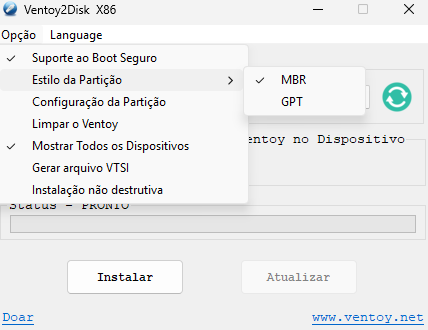 Ventoy2Disk X86
Opção Language
Suporte ao Boot Seguro
Estilo da Partição
MBR
GPT
Configuração da Partição
Limpar o Ventoy
Mostrar Todos os Dispositivos
ntoy no Dispositivo
Gerar arquivo VTSI
Instalação não destrutiva
Status - PRONTO
Instalar
Atualizar
Doar
www.ventoy.net